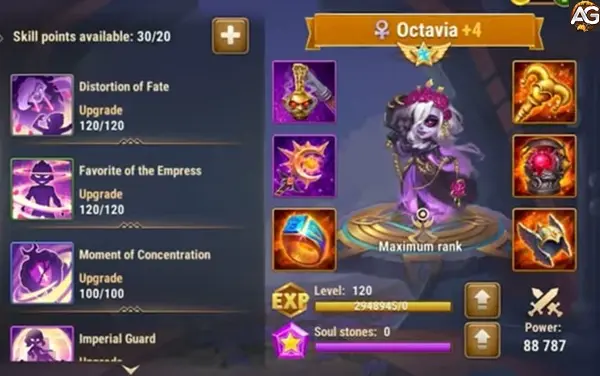 AG
Skill points available: 30/20
Octavia +4
Distortion of Fate
Upgrade
120/120
Favorite of the Empress
Upgrade
120/120
Moment of Concentration
Upgrade
100/100
Imperial Guard
Upgrade
Maximum rank
EXP
Level: 120
2948945/0
Soul stones: 0
Power:
88 787